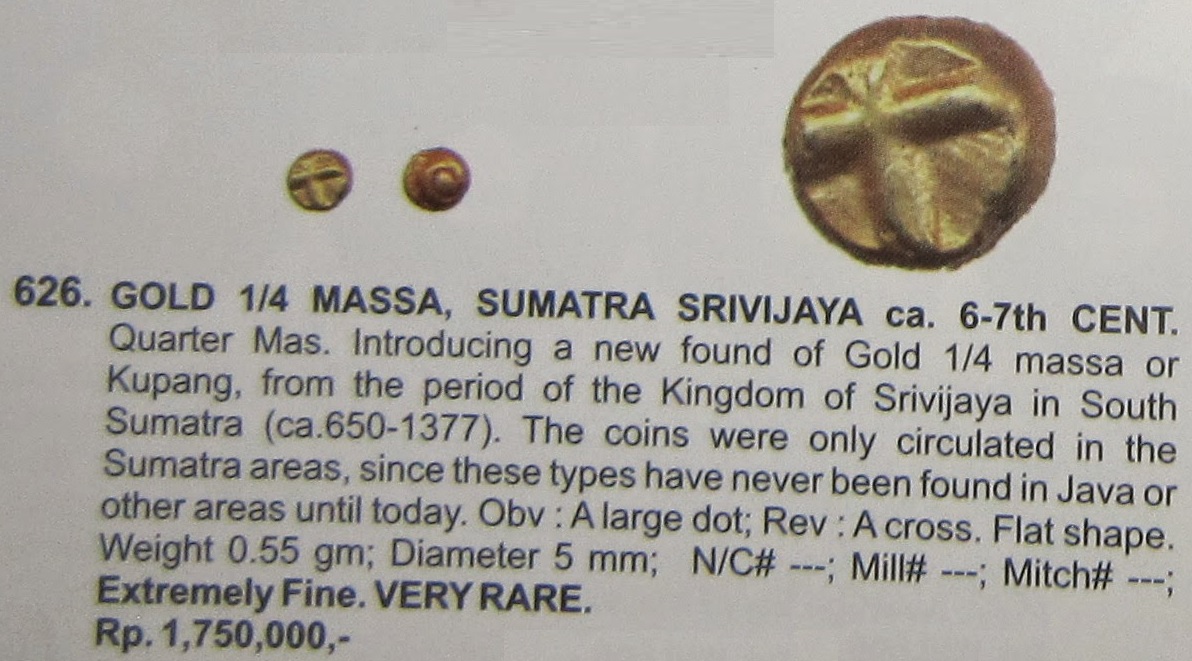 626. GOLD 1/4 MASSA, SUMATRA SRIVIJAYA ca. 6-7th CENT.
Quarter Mas. Introducing a new found of Gold 1/4 massa or
Kupang, from the period of the Kingdom of Srivijaya in South
Sumatra (ca.650-1377). The coins were only circulated in the
Sumatra areas, since these types have never been found in Java or
other areas until today. Obv : A large dot; Rev : A cross. Flat shape.
Weight 0.55 gm; Diameter 5 mm; N/C# ---; Mill# ---; Mitch# ---;
Extremely Fine. VERY RARE.
Rp. 1,750,000,-